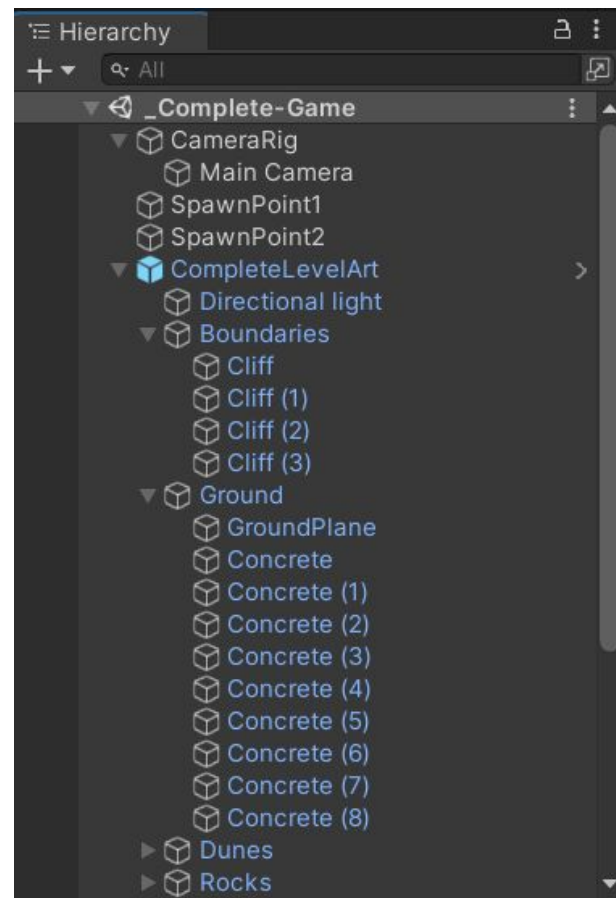 Hierarchy
All
_Complete-Game
CameraRig
Main Camera
SpawnPoint1
SpawnPoint2
CompleteLevelArt
Directional light
Boundaries
Cliff
Cliff (1)
Cliff (2)
Cliff (3)
Ground
GroundPlane
Concrete
Concrete (1)
Concrete (2)
Concrete (3)
Concrete (4)
Concrete (5)
Concrete (6)
Concrete (7)
Concrete (8)
Dunes
Rocks